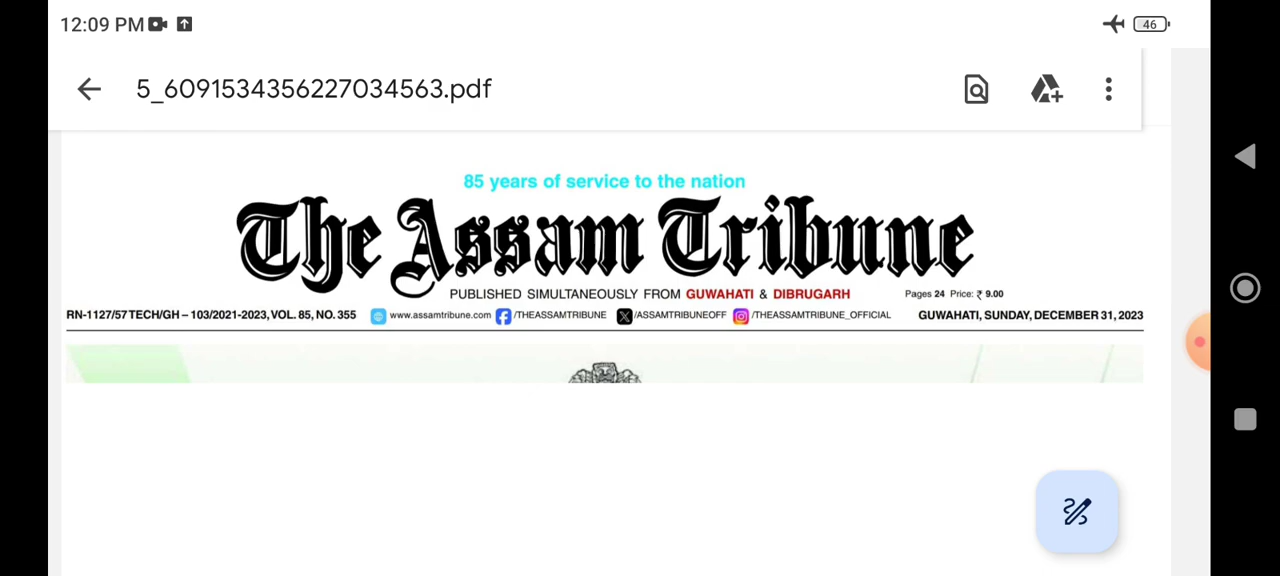 12:09 PM
46
5_6091534356227034563.pdf
85 years of service to the nation
The Assam Tribune
PUBLISHED SIMULTANEOUSLY FROM GUWAHATI & DIBRUGARH
Pages 24 Price: ₹ 9.00
RN-1127/57 TECH/GH – 103/2021-2023, VOL. 85, NO. 355 www.assamtribune.com /THEASSAMTRIBUNE /ASSAMTRIBUNEOFF /THEASSAMTRIBUNE_OFFICIAL GUWAHATI, SUNDAY, DECEMBER 31, 2023